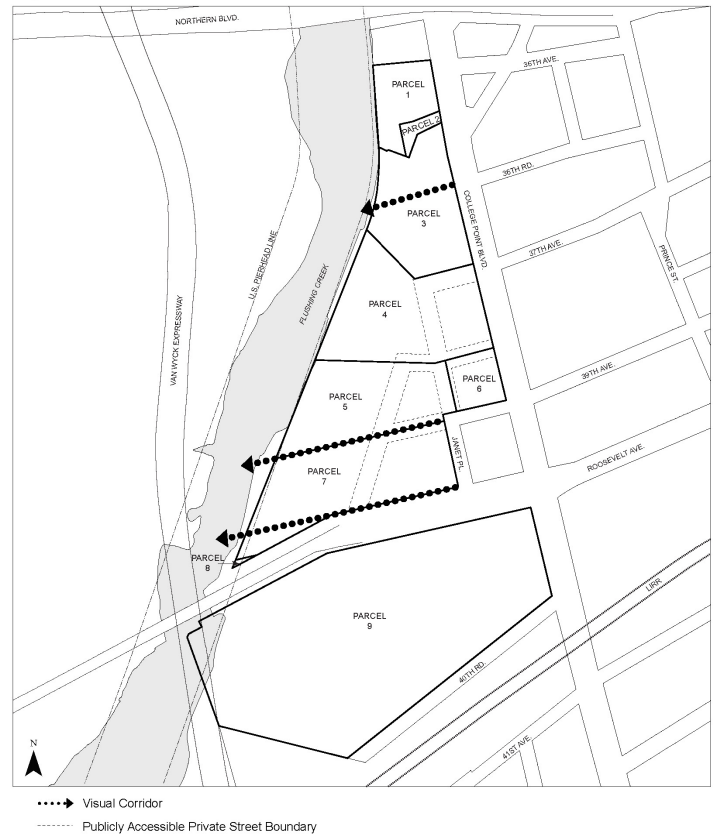 NORTHERN BLVD.
36TH AVE.
PARCEL
1
PARCEL 2
36TH RD.
COLLEGE POINT BLVD.
PARCEL
3
37TH AVE.
PRINCE ST.
U.S. PIERHEAD LINE
FLUSHING CREEK
VAN WYCK EXPRESSWAY
PARCEL
4
39TH AVE.
PARCEL
5
PARCEL
6
JANET PL.
ROOSEVELT AVE.
PARCEL
7
PARCEL
8
PARCEL
9
LIRR
40TH RD.
41ST AVE.
N
Visual Corridor
Publicly Accessible Private Street Boundary